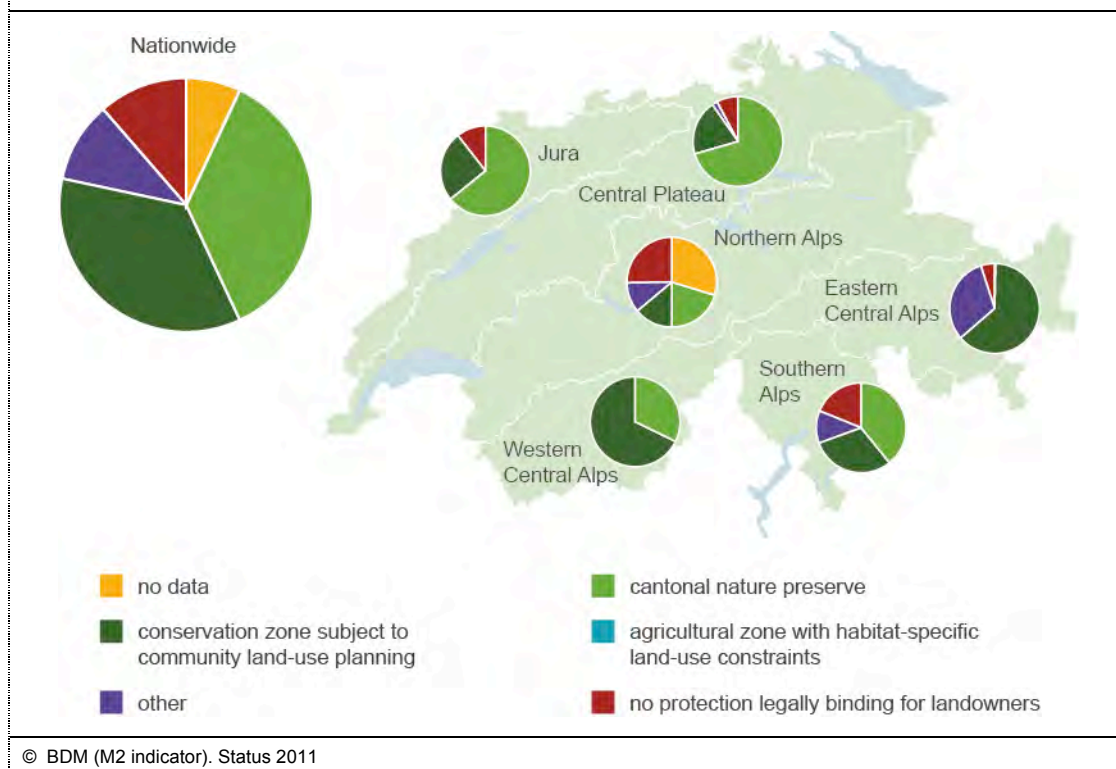 Nationwide
Jura
Central Plateau
Northern Alps
Eastern
Central Alps
Southern
Alps
Western
Central Alps
no data
cantonal nature preserve
conservation zone subject to
community land-use planning
agricultural zone with habitat-specific
land-use constraints
other
no protection legally binding for landowners
© BDM (M2 indicator). Status 2011